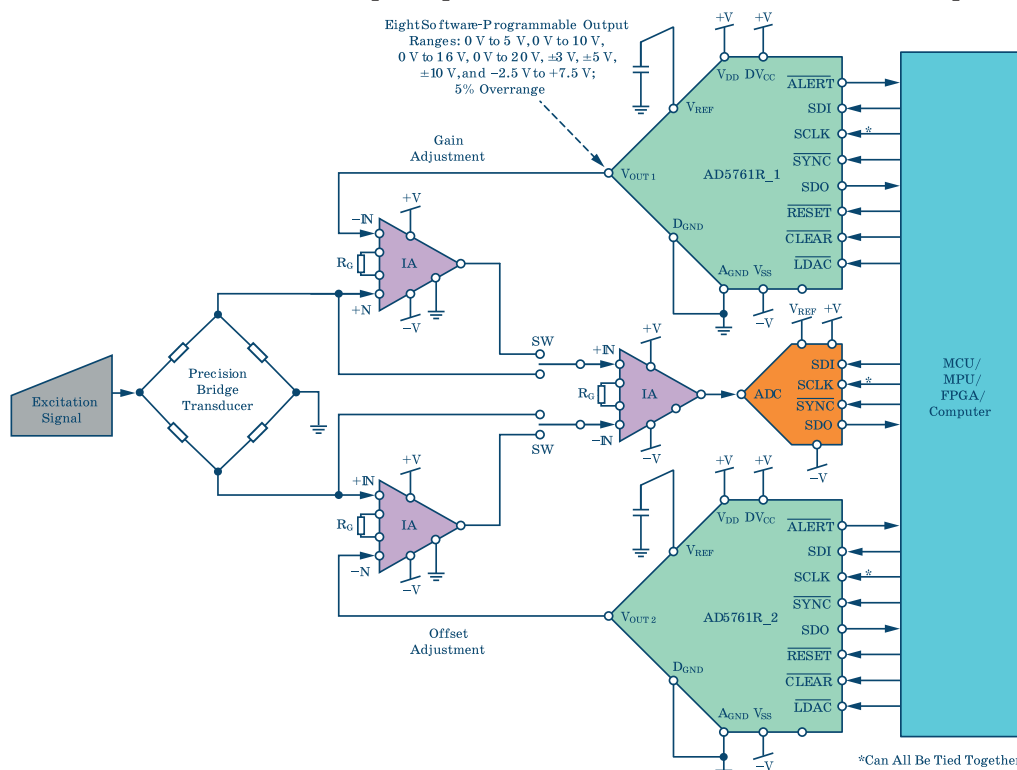 EightSoftware-Programmable Output
Ranges: 0 V to 5 V, 0 V to 10 V,
0 V to 16 V, 0 V to 20 V, ±3 V, ±5 V,
±10 V, and −2.5 V to +7.5 V;
5% Overrange
+V
+V
VDD DVCC
VREF
ALERT
SDI
SCLK
*
SYNC
SDO
RESET
CLEAR
LDAC
VOUT 1
AD5761R_1
DGND
AGND VSS
−V
Gain
Adjustment
−IN
+V
RG
IA
+IN
−V
Excitation
Signal
Precision
Bridge
Transducer
SW
SW
+IN
+V
RG
IA
−IN
−V
VREF +V
ADC
SDI
SCLK
*
SYNC
SDO
−V
MCU/
MPU/
FPGA/
Computer
+IN
+V
RG
IA
−IN
−V
Offset
Adjustment
+V
+V
VDD DVCC
VREF
ALERT
SDI
SCLK
*
SYNC
SDO
RESET
CLEAR
LDAC
VOUT 2
AD5761R_2
DGND
AGND VSS
−V
*Can All Be Tied Together